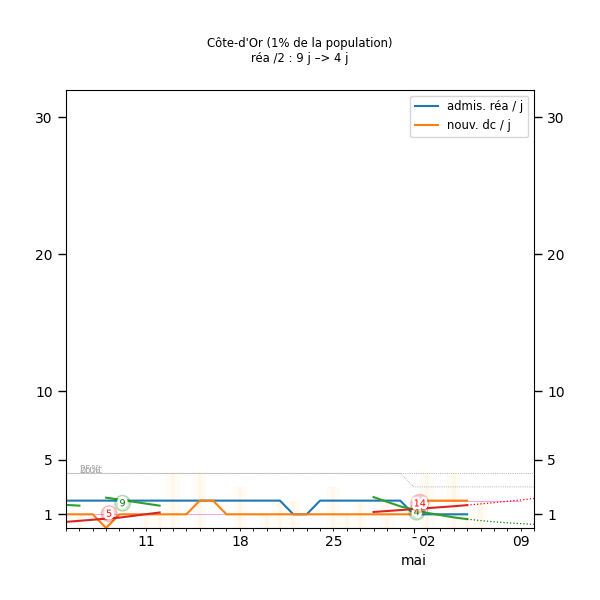 Côte-d'Or (1% de la population)
réa /2 : 9 j –> 4 j
admis. réa / j
nouv. dc / j
30 30
20 20
10 10
5 5
25%
9
14
5
4
1 1
11 18 25 02 09
mai